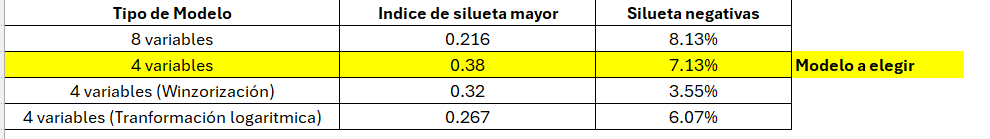 Tipo de Modelo Indice de silueta mayor Silueta negativas
8 variables 0.216 8.13%
4 variables 0.38 7.13% Modelo a elegir
4 variables (Winzorización) 0.32 3.55%
4 variables (Tranformación logaritmica) 0.267 6.07%